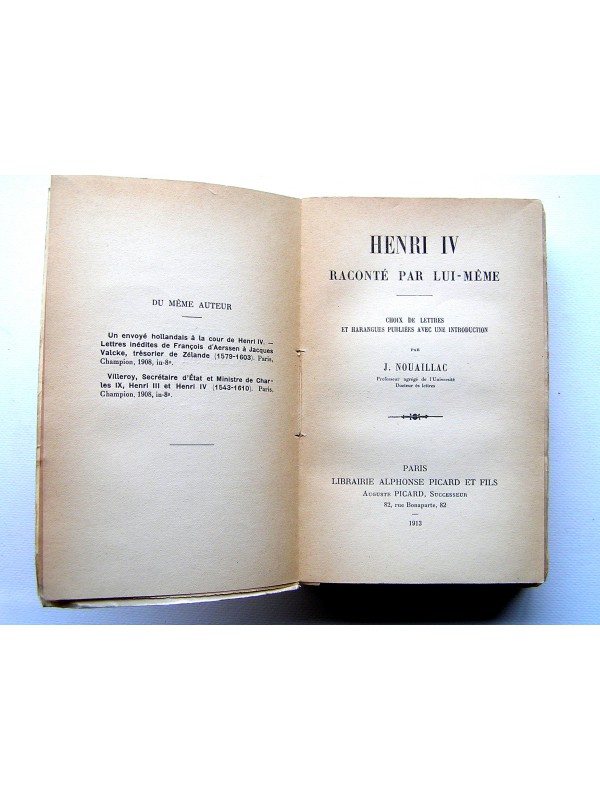 DU MÊME AUTEUR
Un envoyé hollandais à la cour de Henri IV. —
Lettres inédites de François d'Aerssen à Jacques
Valcke, trésorier de Zélande (1579-1603). Paris,
Champion, 1908, in-8º.
Villeroy, Secrétaire d'État et Ministre de Char-
les IX, Henri III et Henri IV (1543-1610). Paris,
Champion, 1908, in-8º.
HENRI IV
RACONTÉ PAR LUI-MÊME
CHOIX DE LETTRES
ET HARANGUES PUBLIÉES AVEC UNE INTRODUCTION
PAR
J. NOUAILLAC
Professeur agrégé de l'Université
Docteur ès lettres
PARIS
LIBRAIRIE ALPHONSE PICARD ET FILS
Auguste PICARD, Successeur
82, rue Bonaparte, 82
—
1913